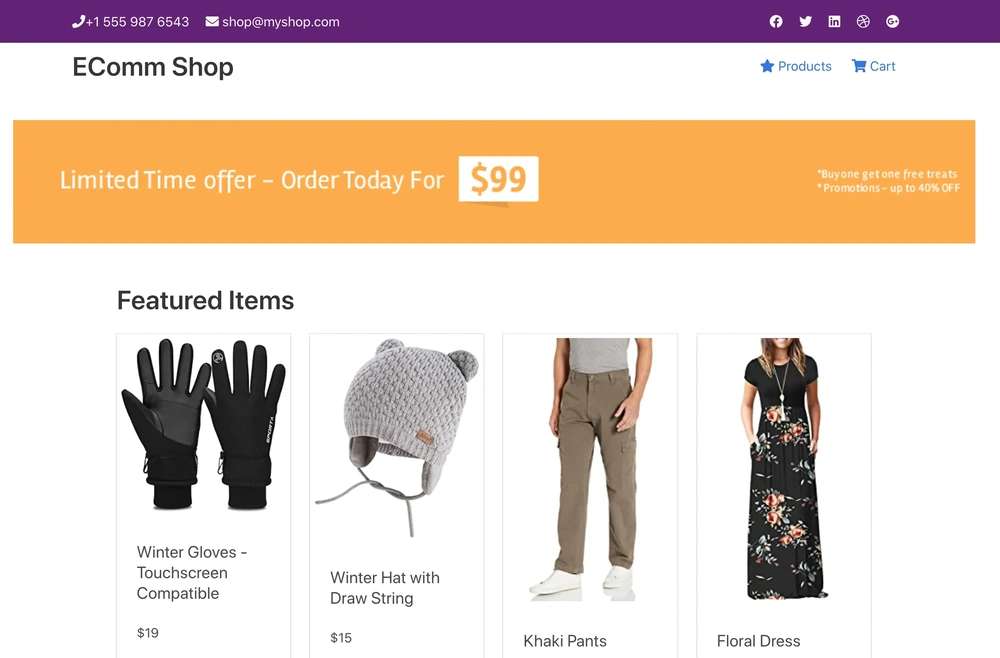 +1 555 987 6543 shop@myshop.com
EComm Shop
Products Cart
Limited Time offer – Order Today For $99
*Buy one get one free treats
* Promotions – up to 40% OFF
Featured Items
Winter Gloves -
Touchscreen
Compatible
$19
Winter Hat with
Draw String
$15
Khaki Pants
Floral Dress